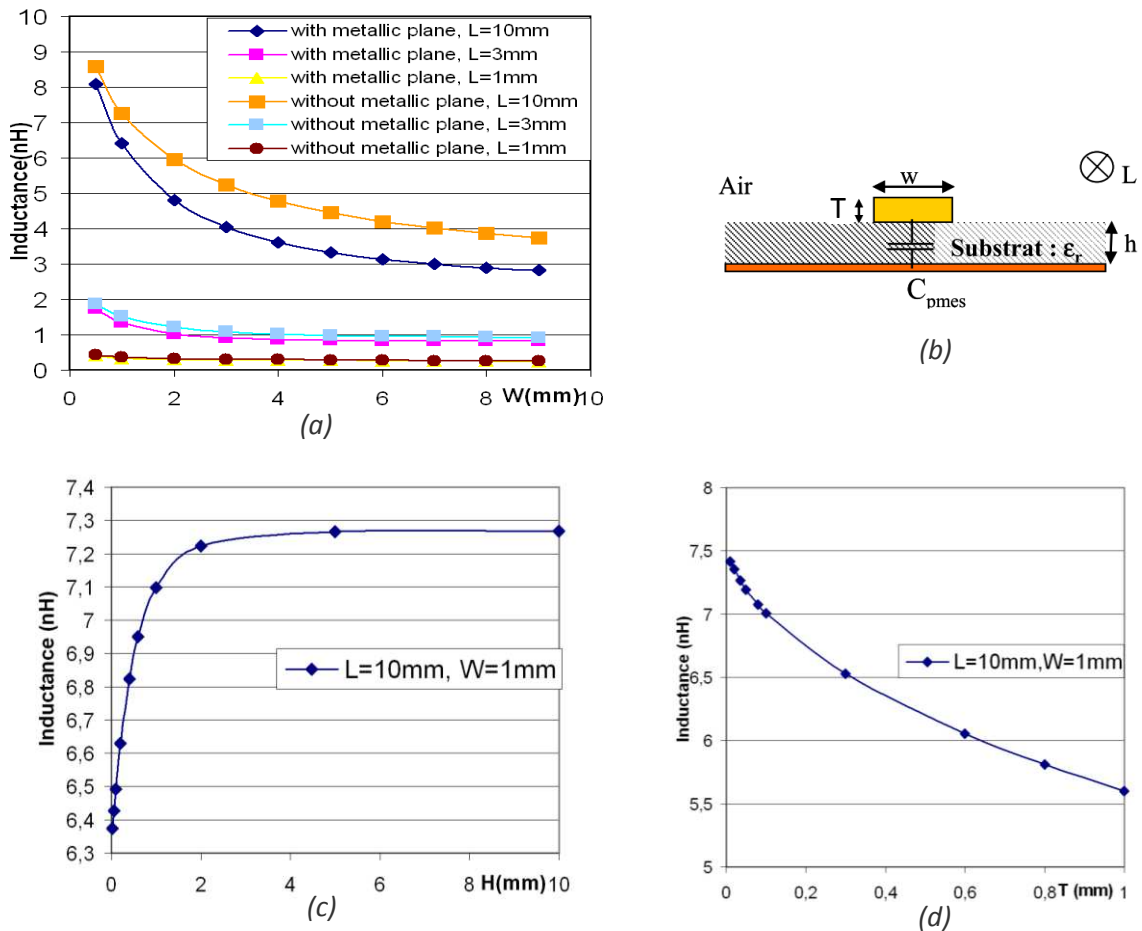 10
9
8
7
6
5
4
3
2
1
0
Inductance(nH)
with metallic plane, L=10mm
with metallic plane, L=3mm
with metallic plane, L=1mm
without metallic plane, L=10mm
without metallic plane, L=3mm
without metallic plane, L=1mm
0 2 4 6 8 W(mm) 10
(a)
Air
w
L
T
Substrat : εr
h
Cpmes
(b)
7,4
7,3
7,2
7,1
7
6,9
6,8
6,7
6,6
6,5
6,4
6,3
Inductance (nH)
L=10mm, W=1mm
0 2 4 6 8 H(mm) 10
(c)
8
7,5
7
6,5
6
5,5
5
Inductance (nH)
L=10mm,W=1mm
0 0,2 0,4 0,6 0,8 T (mm) 1
(d)